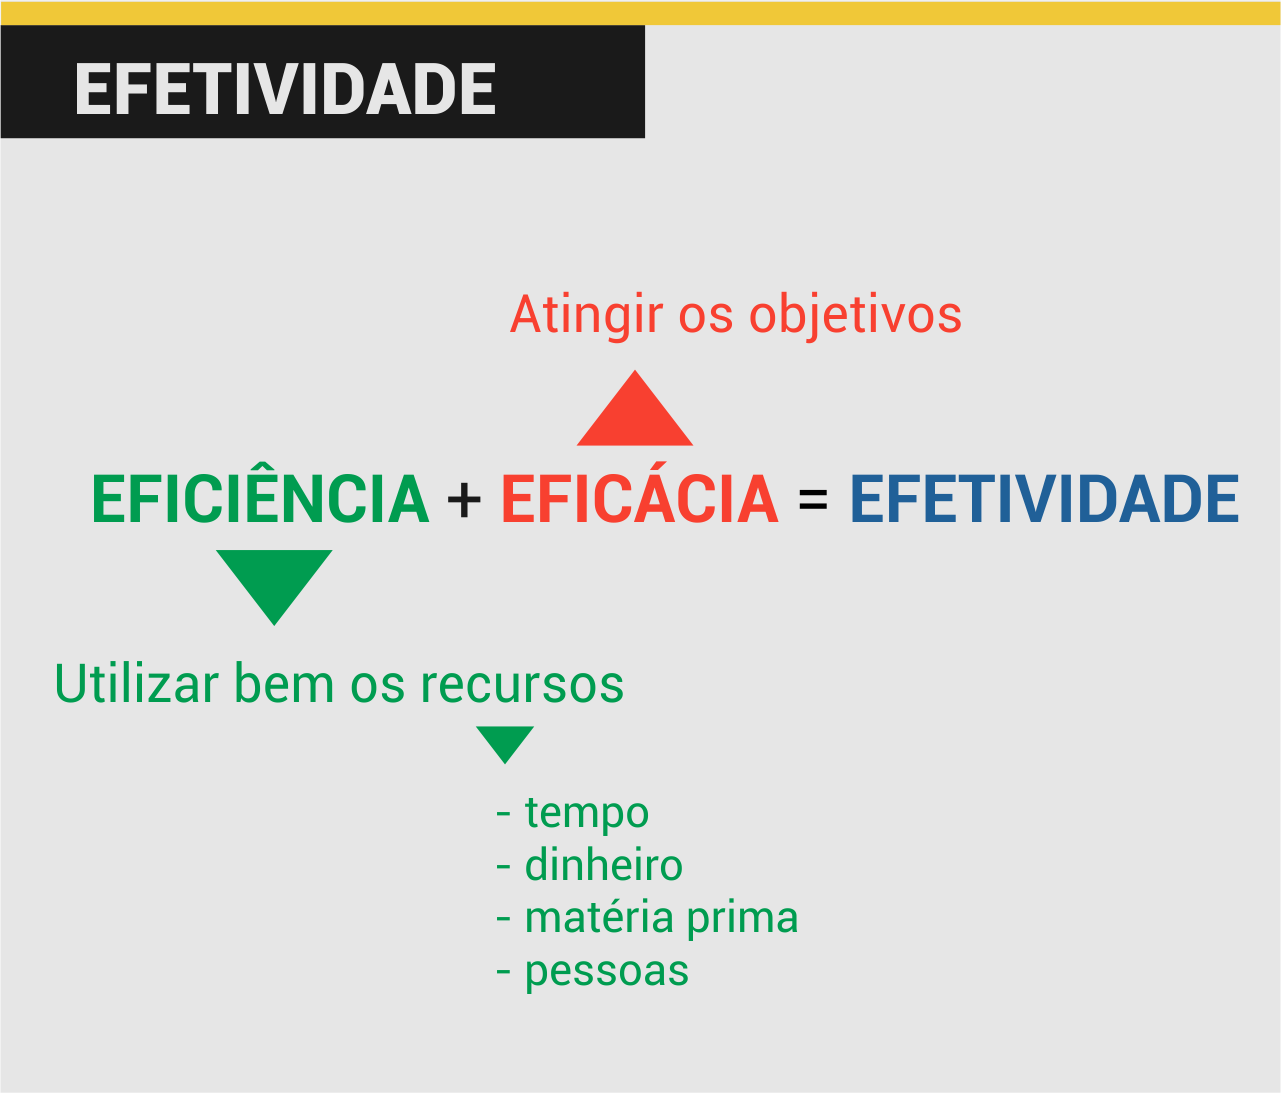 EFETIVIDADE
Atingir os objetivos
EFICIÊNCIA + EFICÁCIA = EFETIVIDADE
Utilizar bem os recursos
- tempo
- dinheiro
- matéria prima
- pessoas